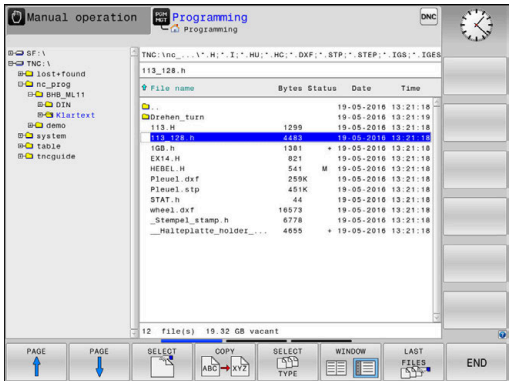 Manual operation
PGM
MGT
Programming
Programming
DNC
SF:\
TNC:\
lost+found
nc_prog
BHB_ML11
DIN
Klartext
demo
system
table
tncguide
TNC:\nc_...\*.H;*.I;*.HU;*.HC;*.DXF;*.STP;*.STEP;*.IGS;*.IGES
113_128.h
File name Bytes Status Date Time
.. 19-05-2016 13:21:18
Drehen_turn 19-05-2016 13:21:19
113.H 1299 19-05-2016 13:21:18
113_128.h 4483 19-05-2016 13:21:18
1GB.h 1381 + 19-05-2016 13:21:18
EX14.H 821 19-05-2016 13:21:18
HEBEL.H 541 M 19-05-2016 13:21:18
Pleuel.dxf 259K 19-05-2016 13:21:18
Pleuel.stp 451K 19-05-2016 13:21:18
STAT.h 44 19-05-2016 13:21:18
wheel.dxf 16573 19-05-2016 13:21:18
_Stempel_stamp.h 6778 19-05-2016 13:21:18
__Halteplatte_holder_... 4655 + 19-05-2016 13:21:18
12 file(s) 19.32 GB vacant
PAGE
PAGE
SELECT
COPY
ABC XYZ
SELECT
TYPE
WINDOW
LAST
FILES
END